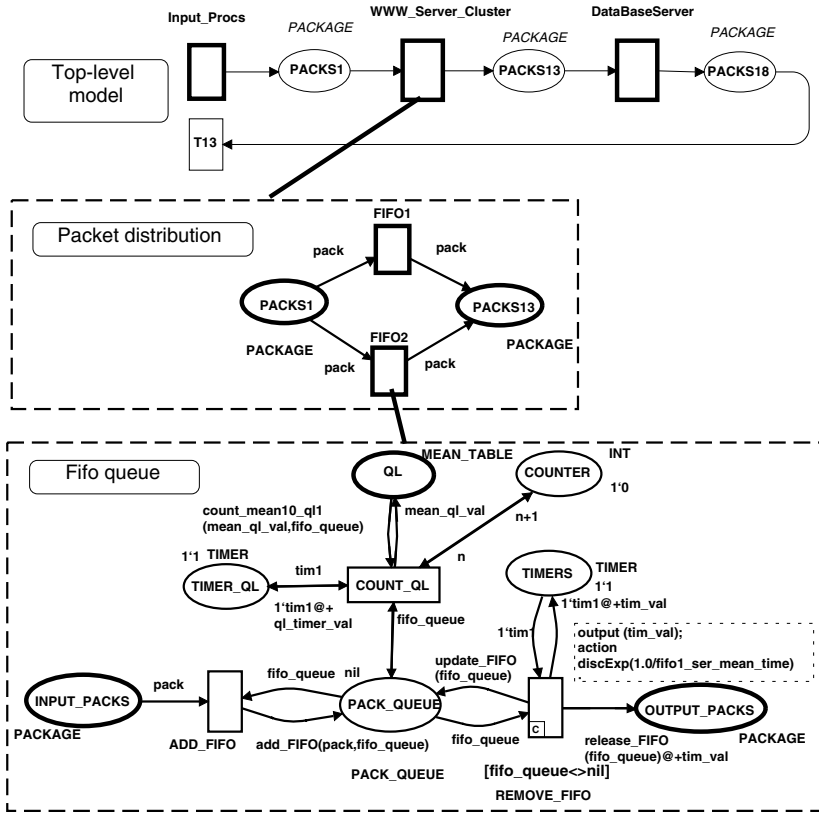 Input_Procs
PACKAGE
WWW_Server_Cluster
PACKAGE
DataBaseServer
PACKAGE
Top-level
model
PACKS1
PACKS13
PACKS18
T13
Packet distribution
FIFO1
pack
pack
PACKS1
PACKS13
PACKAGE
FIFO2
PACKAGE
pack
pack
Fifo queue
MEAN_TABLE
QL
COUNTER
INT
1‘0
count_mean10_ql1
(mean_ql_val,fifo_queue)
mean_ql_val
n+1
n
1‘1 TIMER
TIMER_QL
tim1
COUNT_QL
1‘tim1@+
ql_timer_val
fifo_queue
TIMERS
TIMER
1‘1
1‘tim1@+tim_val
1‘tim1
output (tim_val);
action
discExp(1.0/fifo1_ser_mean_time)
INPUT_PACKS
PACKAGE
pack
fifo_queue
nil
update_FIFO
(fifo_queue)
PACK_QUEUE
C
OUTPUT_PACKS
ADD_FIFO
add_FIFO(pack,fifo_queue)
fifo_queue
release_FIFO
(fifo_queue)@+tim_val
PACKAGE
PACK_QUEUE
[fifo_queue<>nil]
REMOVE_FIFO